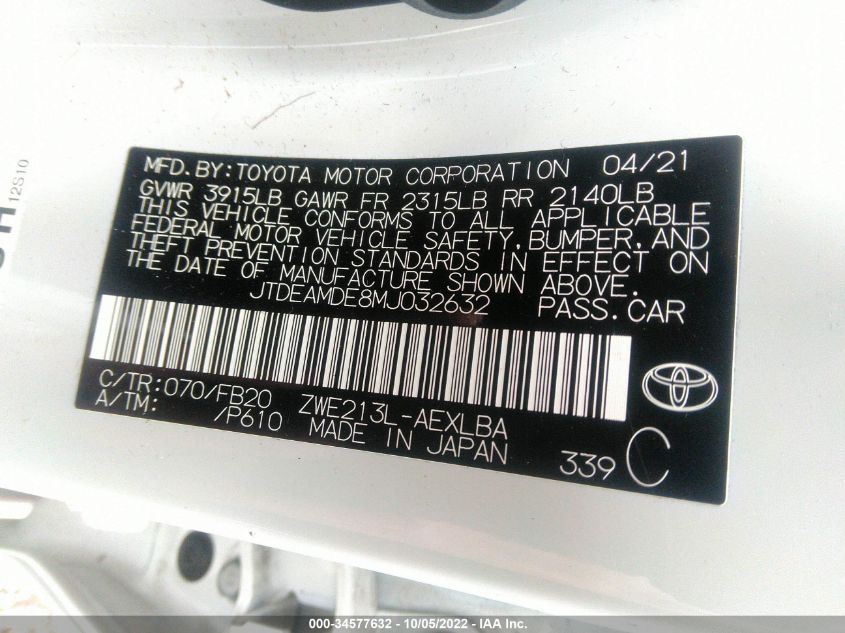 MFD.BY:TOYOTA MOTOR CORPORATION 04/21
GVWR 3915LB GAWR FR 2315LB RR 2140LB
THIS VEHICLE CONFORMS TO ALL APPLICABLE
FEDERAL MOTOR VEHICLE SAFETY, BUMPER, AND
THEFT PREVENTION STANDARDS IN EFFECT ON
THE DATE OF MANUFACTURE SHOWN ABOVE.
JTDEAMDE8MJ032632 PASS.CAR
C/TR:070/FB20 ZWE213L-AEXLBA
A/TM: /P610 MADE IN JAPAN
339 C
12S10
000-34577632 - 10/05/2022 - IAA Inc.